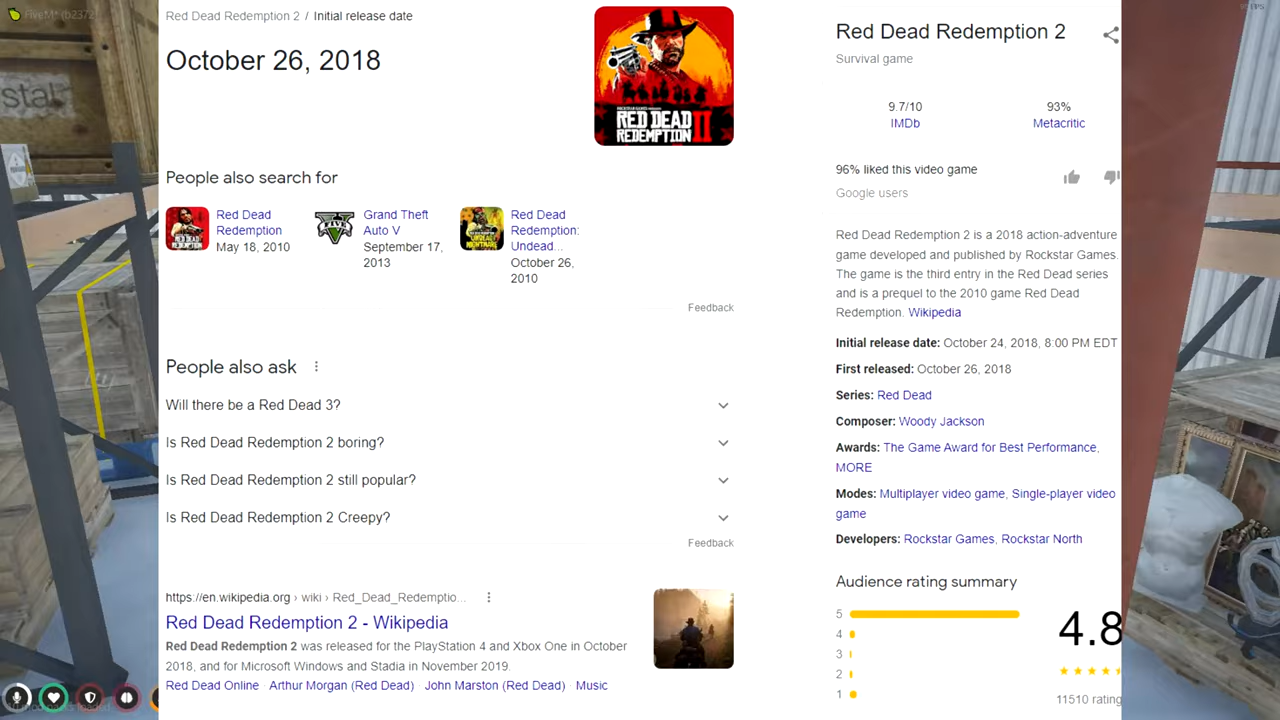 FiveM* (b2372)
stal
Red Dead Redemption 2 / Initial release date
October 26, 2018
RED DEAD
REDEMPTION II
People also search for
Red Dead
Redemption
May 18, 2010
Grand Theft
Auto V
September 17,
2013
Red Dead
Redemption:
Undead...
October 26,
2010
Feedback
People also ask
Will there be a Red Dead 3?
Is Red Dead Redemption 2 boring?
Is Red Dead Redemption 2 still popular?
Is Red Dead Redemption 2 Creepy?
Feedback
https://en.wikipedia.org › wiki › Red_Dead_Redemptio...
Red Dead Redemption 2 - Wikipedia
Red Dead Redemption 2 was released for the PlayStation 4 and Xbox One in October
2018, and for Microsoft Windows and Stadia in November 2019.
Red Dead Online Arthur Morgan (Red Dead) John Marston (Red Dead) Music
Red Dead Redemption 2
Survival game
9.7/10
IMDb
93%
Metacritic
96% liked this video game
Google users
Red Dead Redemption 2 is a 2018 action-adventure
game developed and published by Rockstar Games.
The game is the third entry in the Red Dead series
and is a prequel to the 2010 game Red Dead
Redemption. Wikipedia
Initial release date: October 24, 2018, 8:00 PM EDT
First released: October 26, 2018
Series: Red Dead
Composer: Woody Jackson
Awards: The Game Award for Best Performance,
MORE
Modes: Multiplayer video game, Single-player video
game
Developers: Rockstar Games, Rockstar North
Audience rating summary
5
4
3
2
1
4.8
11510 rating